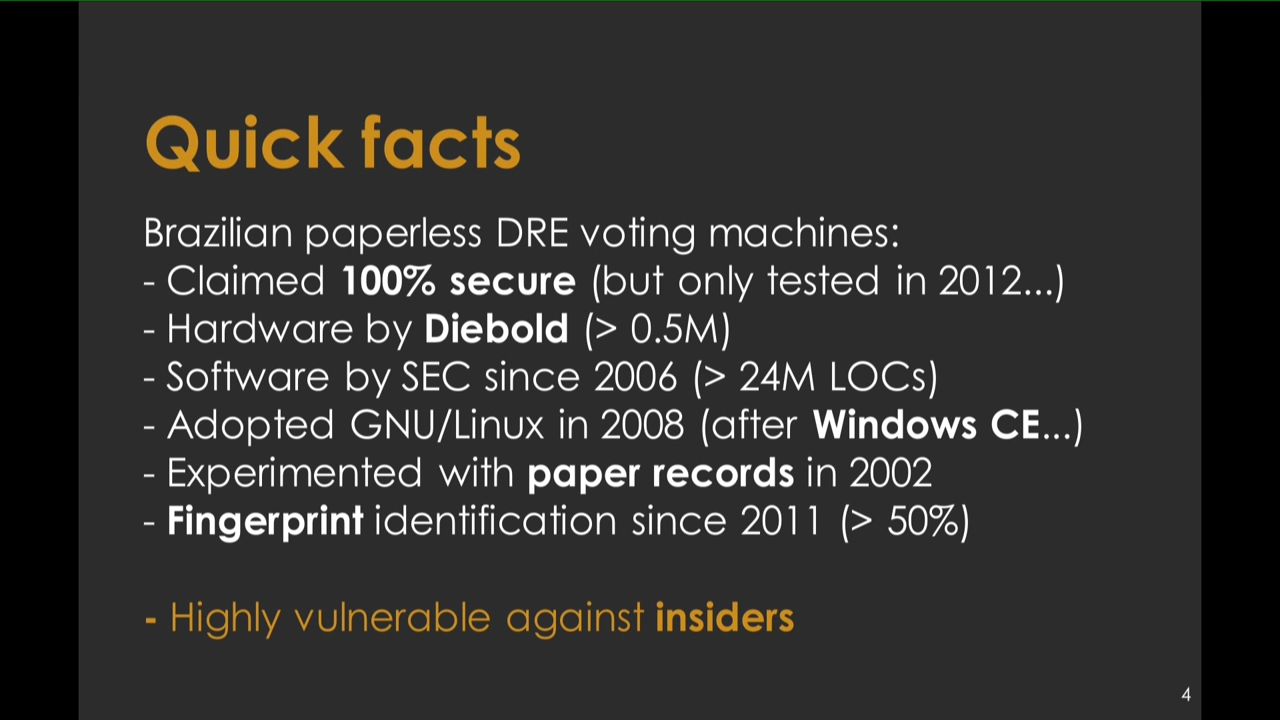 Quick facts
Brazilian paperless DRE voting machines:
- Claimed 100% secure (but only tested in 2012...)
- Hardware by Diebold (> 0.5M)
- Software by SEC since 2006 (> 24M LOCs)
- Adopted GNU/Linux in 2008 (after Windows CE...)
- Experimented with paper records in 2002
- Fingerprint identification since 2011 (> 50%)
- Highly vulnerable against insiders
4